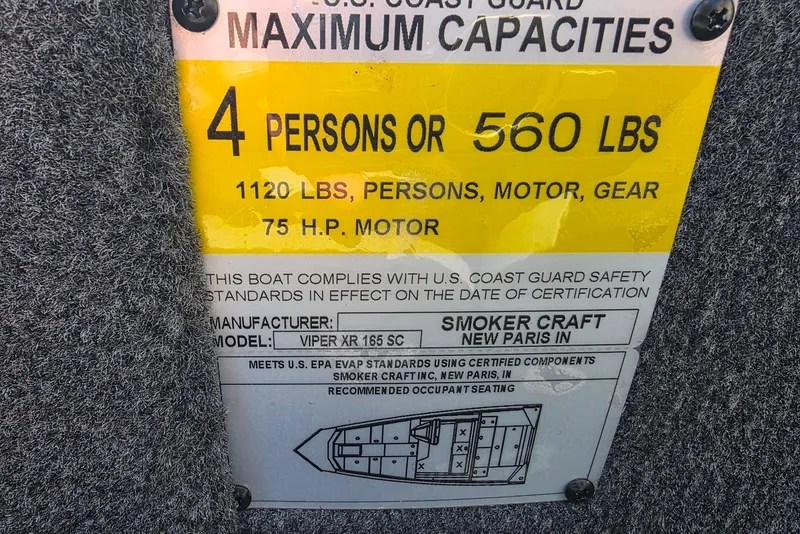 U.S. COAST GUARD
MAXIMUM CAPACITIES
4 PERSONS OR 560 LBS
1120 LBS, PERSONS, MOTOR, GEAR
75 H.P. MOTOR
THIS BOAT COMPLIES WITH U.S. COAST GUARD SAFETY
STANDARDS IN EFFECT ON THE DATE OF CERTIFICATION
MANUFACTURER: SMOKER CRAFT
NEW PARIS IN
MODEL: VIPER XR 165 SC
MEETS U.S. EPA EVAP STANDARDS USING CERTIFIED COMPONENTS
SMOKER CRAFT INC, NEW PARIS, IN
RECOMMENDED OCCUPANT SEATING
X
X
X X